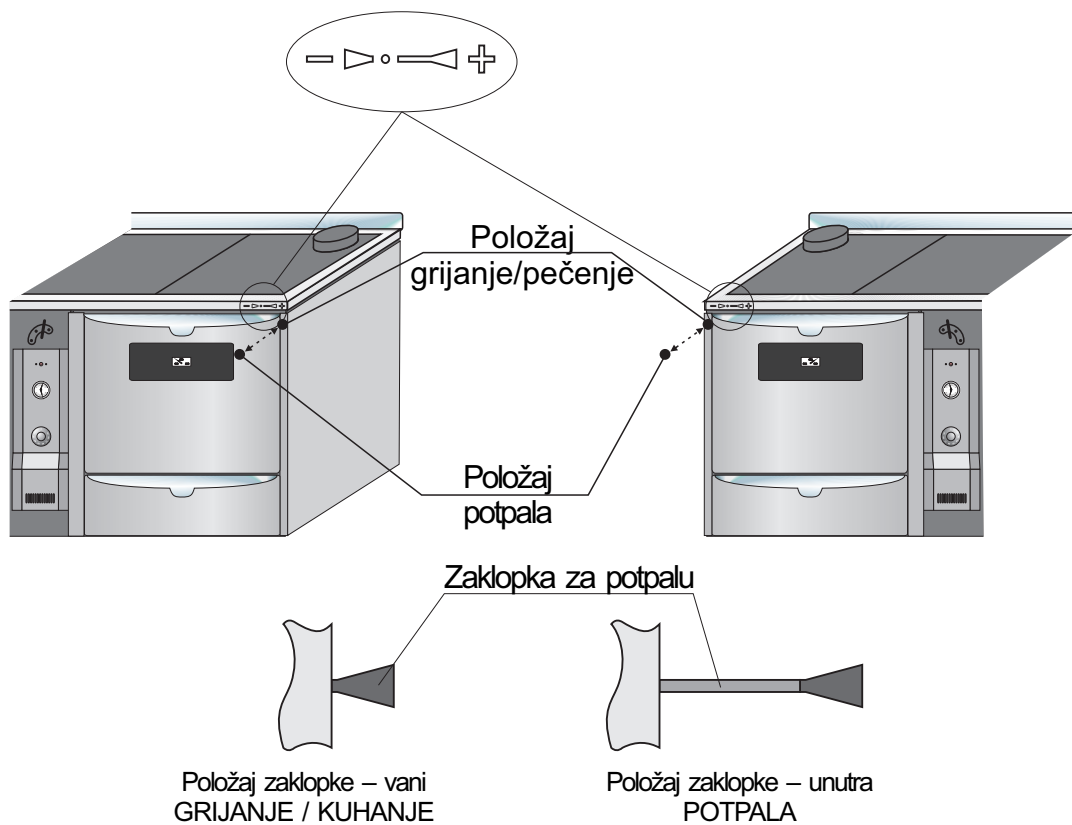 Položaj
grijanje/pečenje
Položaj
potpala
Zaklopka za potpalu
Položaj zaklopke – vani
GRIJANJE / KUHANJE
Položaj zaklopke – unutra
POTPALA